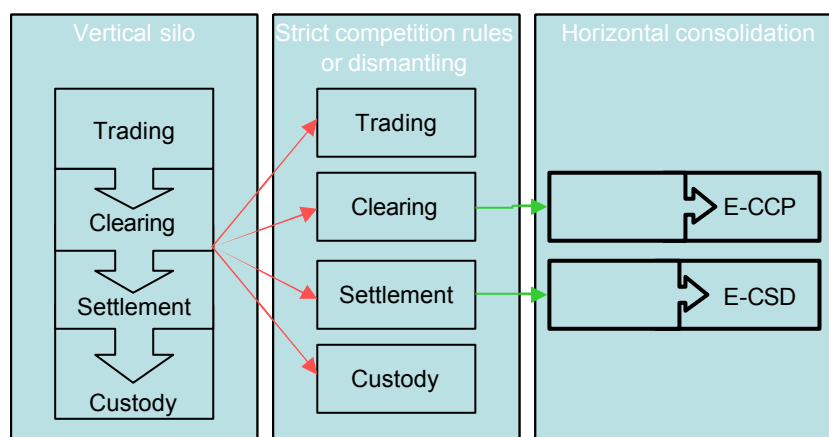 Vertical silo
Trading
Clearing
Settlement
Custody
Strict competition rules
or dismantling
Trading
Clearing
Settlement
Custody
Horizontal consolidation
E-CCP
E-CSD